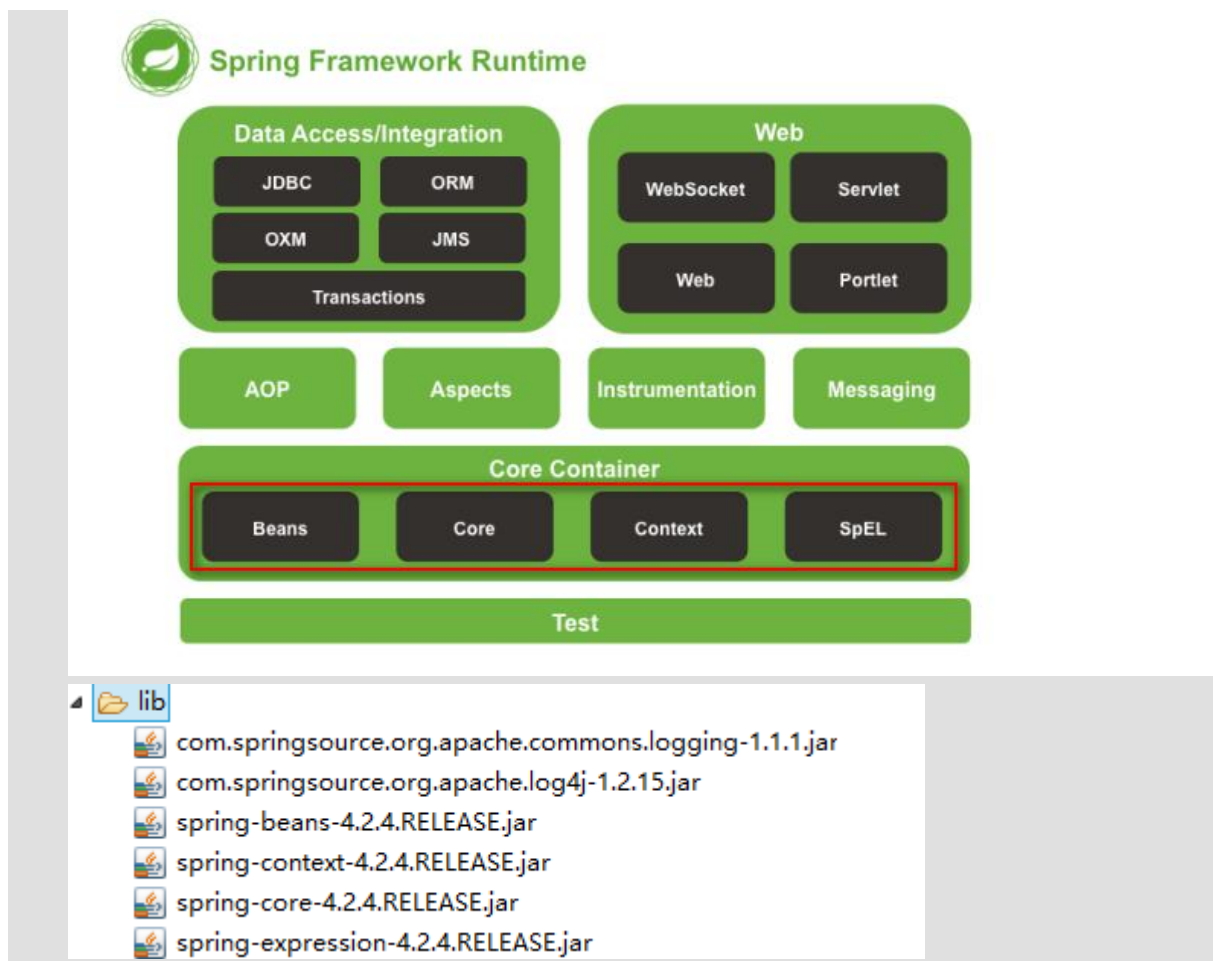 Spring Framework Runtime
Data Access/Integration
Web
JDBC
ORM
WebSocket
Servlet
OXM
JMS
Web
Portlet
Transactions
AOP
Aspects
Instrumentation
Messaging
Core Container
Beans
Core
Context
SpEL
Test
lib
com.springsource.org.apache.commons.logging-1.1.1.jar
com.springsource.org.apache.log4j-1.2.15.jar
spring-beans-4.2.4.RELEASE.jar
spring-context-4.2.4.RELEASE.jar
spring-core-4.2.4.RELEASE.jar
spring-expression-4.2.4.RELEASE.jar